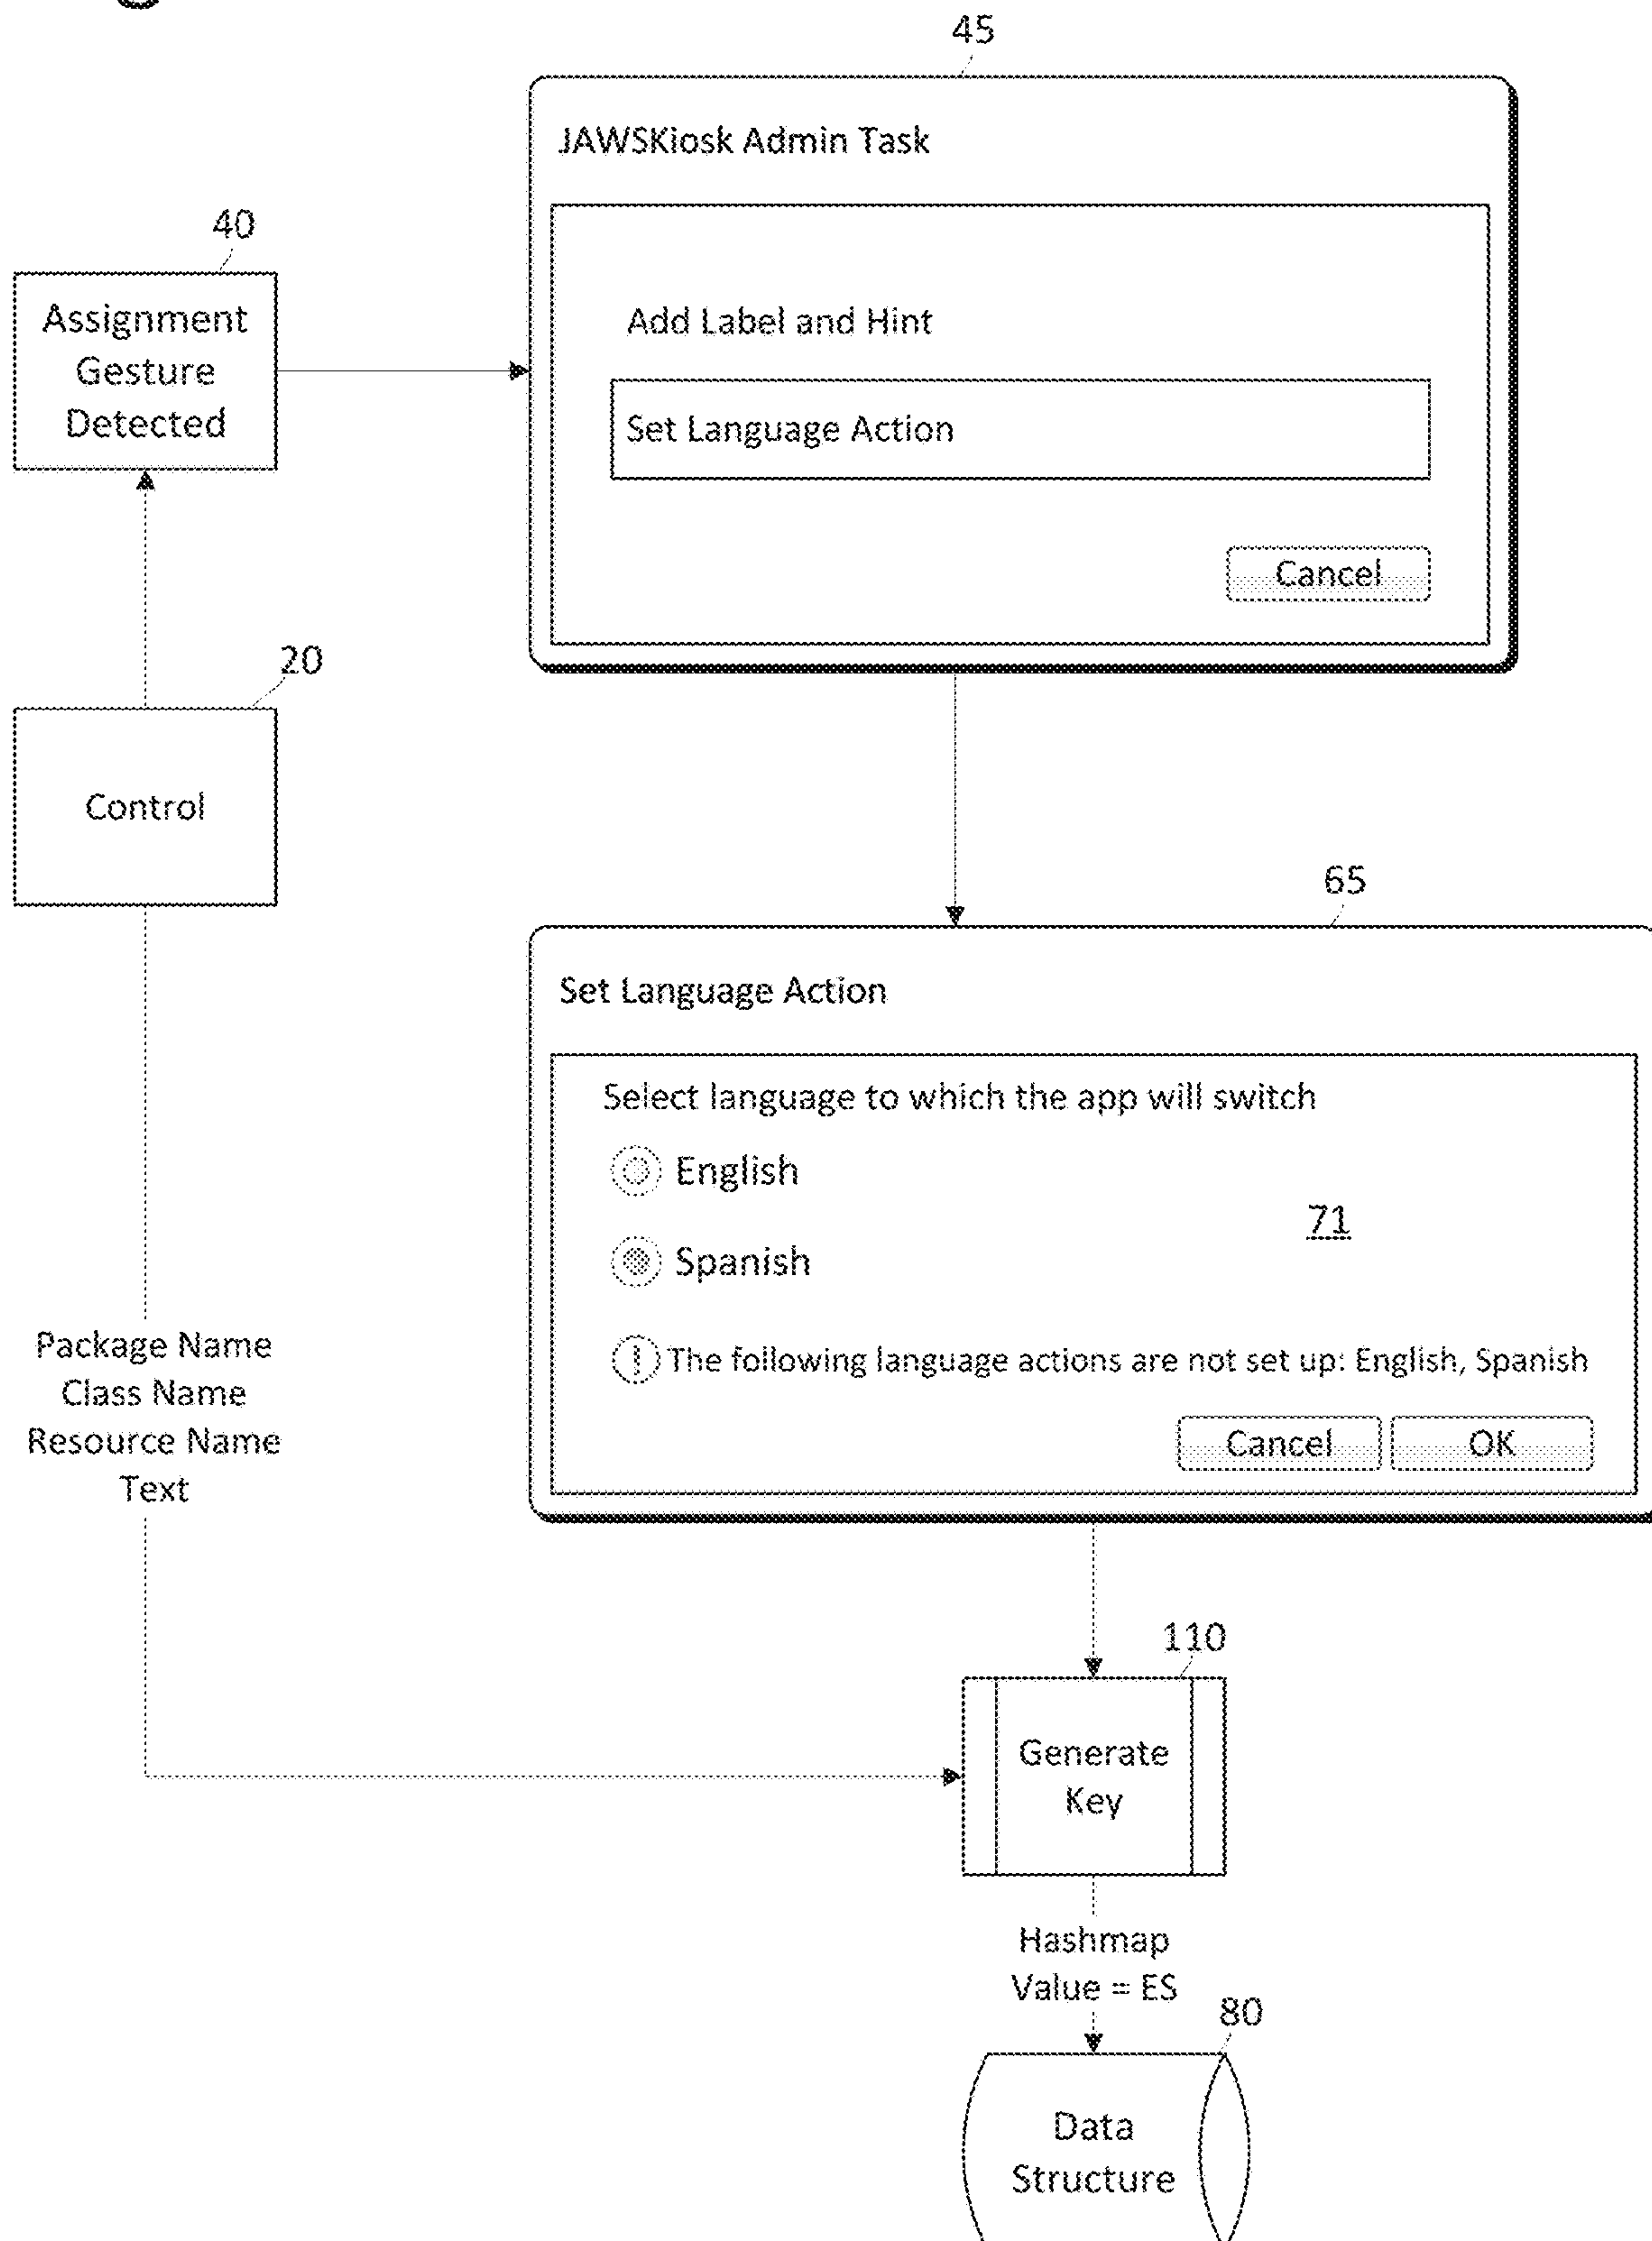 45
JAWSKiosk Admin Task
40
Assignment
Gesture
Detected
Add Label and Hint
Set Language Action
Cancel
20
Control
65
Set Language Action
Select language to which the app will switch
English
71
Spanish
! The following language actions are not set up: English, Spanish
Cancel
OK
Package Name
Class Name
Resource Name
Text
110
Generate
Key
Hashmap
Value = ES
80
Data
Structure